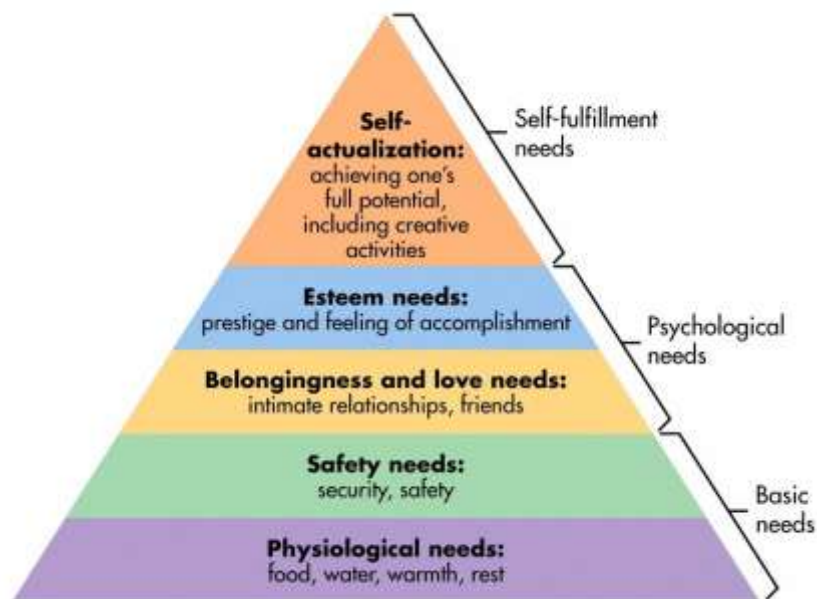 Self-
actualization:
achieving one's
full potential,
including creative
activities
Self-fulfillment
needs
Esteem needs:
prestige and feeling of accomplishment
Psychological
needs
Belongingness and love needs:
intimate relationships, friends
Safety needs:
security, safety
Basic
needs
Physiological needs:
food, water, warmth, rest